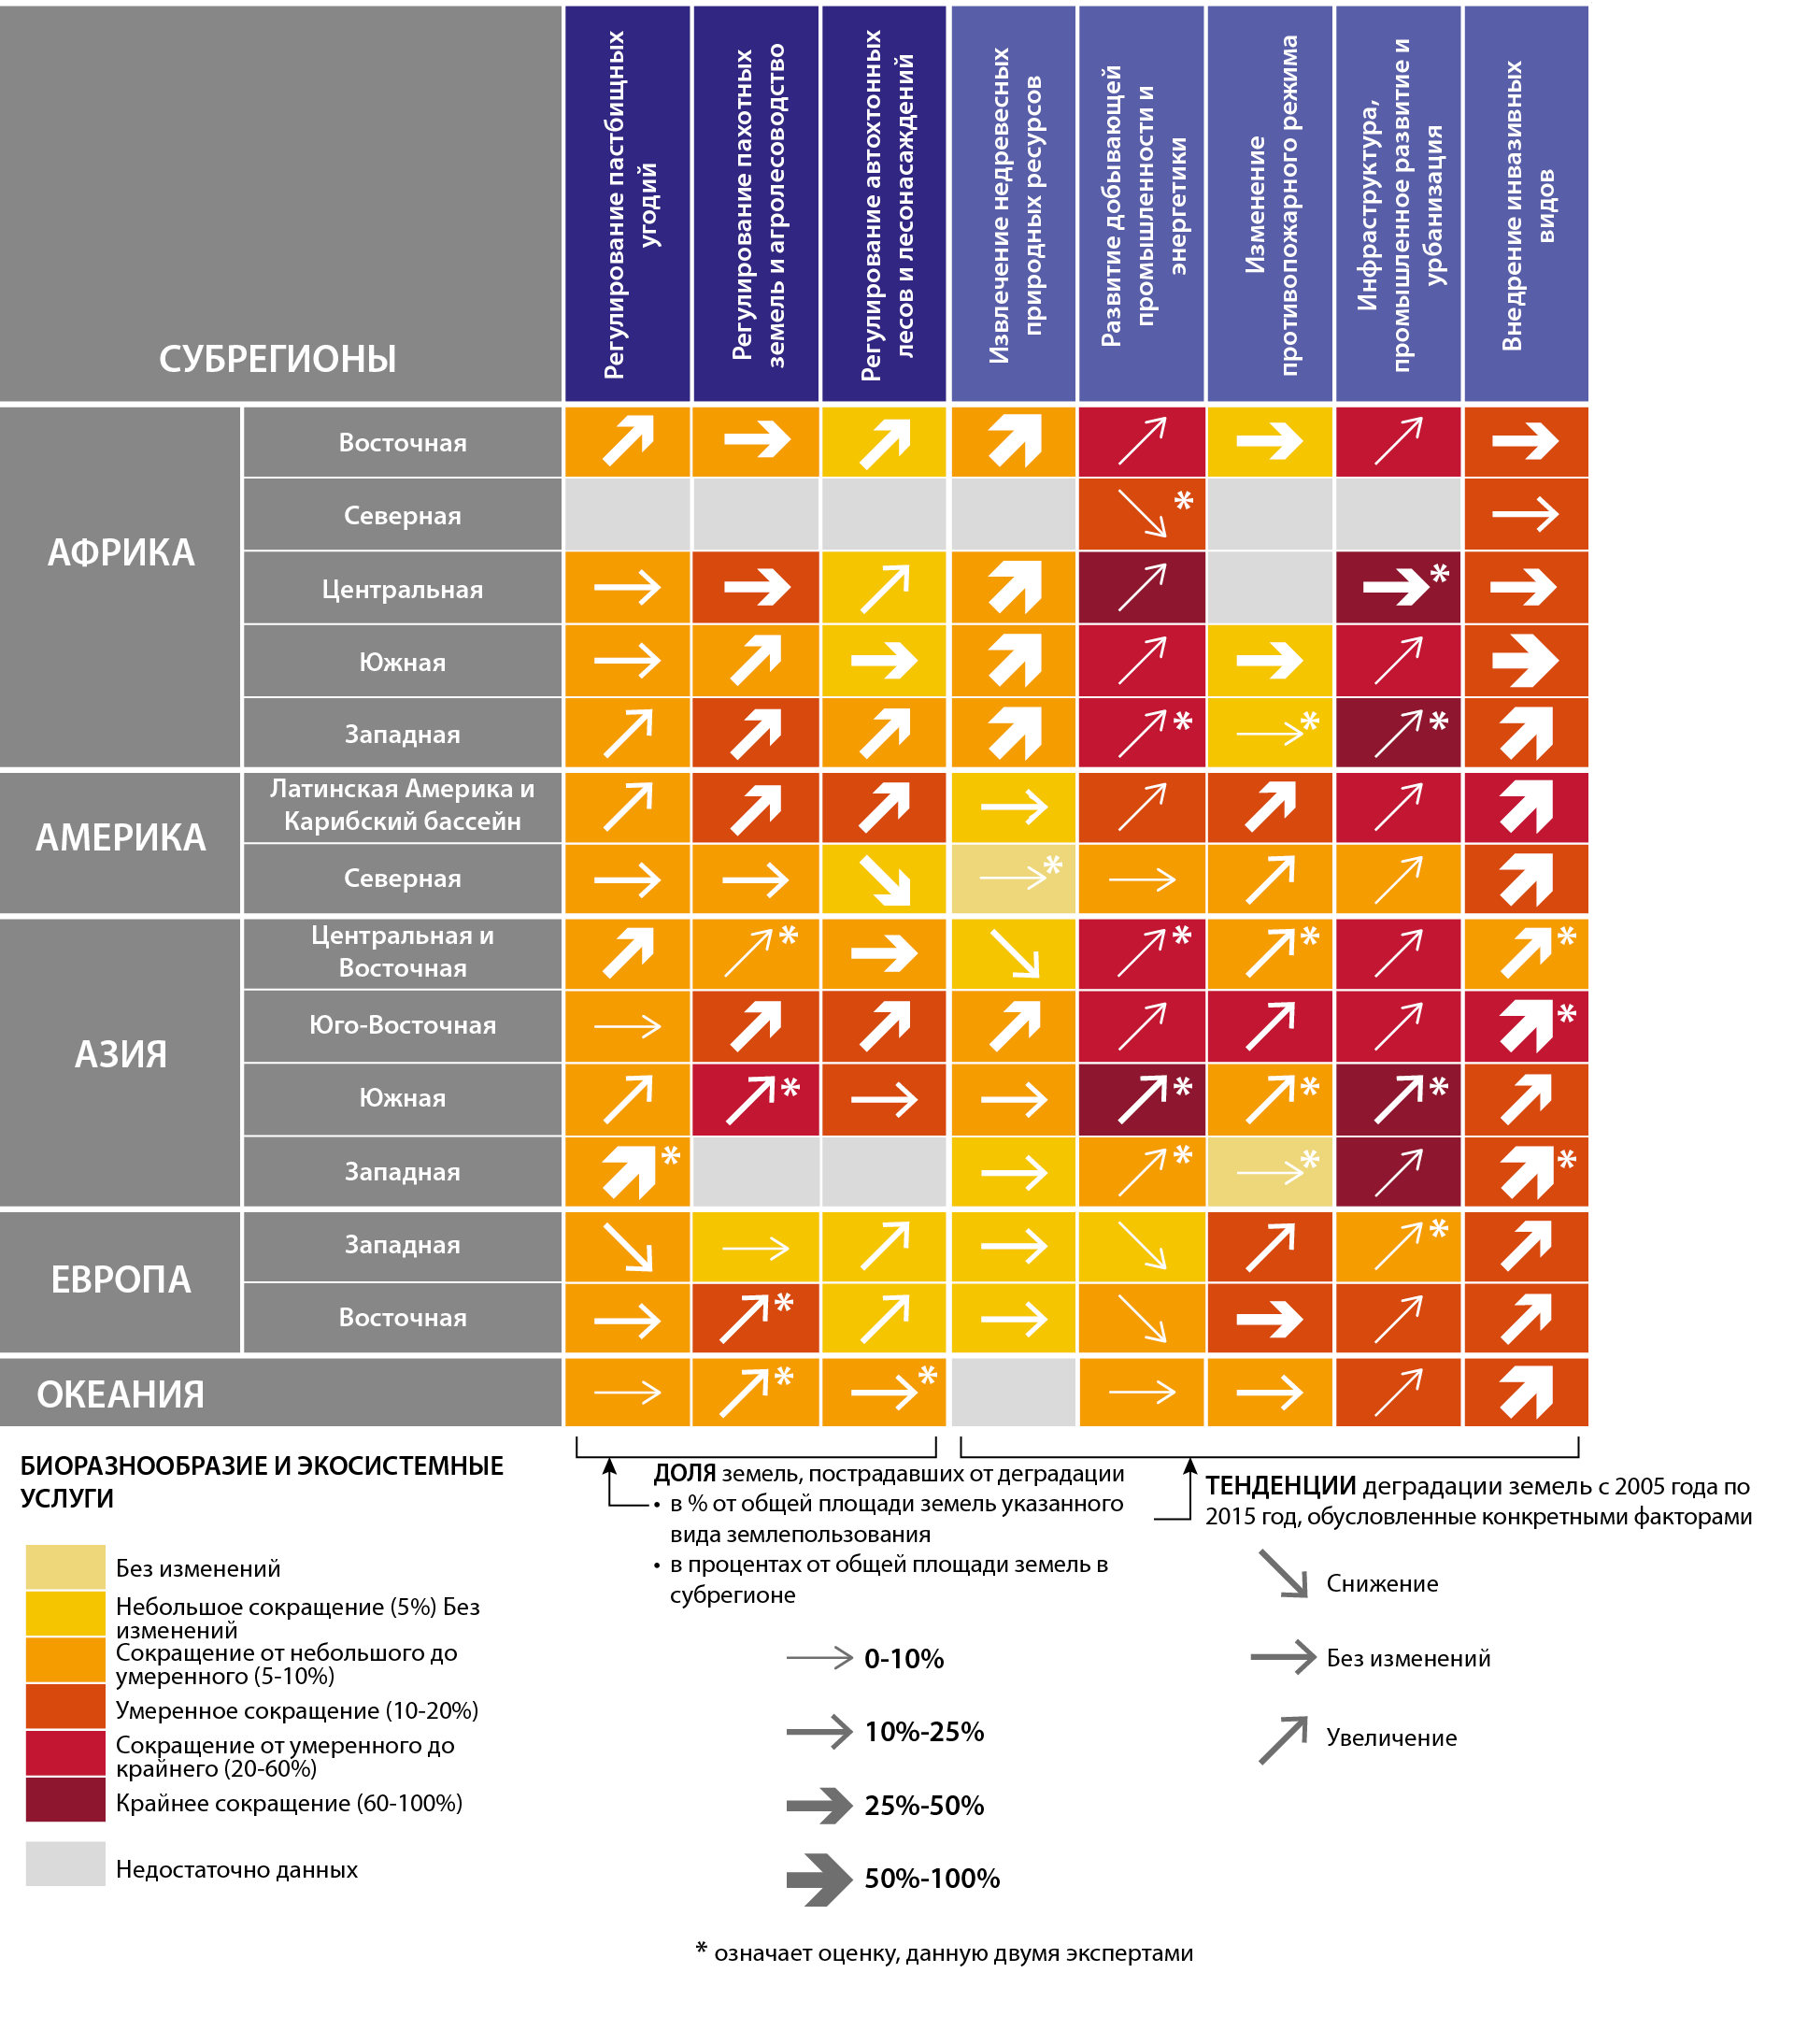 СУБРЕГИОНЫ
Регулирование пастбищных
угодий
Регулирование пахотных
земель и агролесоводство
Регулирование автохтонных
лесов и лесонасаждений
Извлечение недревесных
природных ресурсов
Развитие добывающей
промышленности и
энергетики
Изменение
противопожарного режима
Инфраструктура,
промышленное развитие и
урбанизация
Внедрение инвазивных
видов
АФРИКА
Восточная
Северная
*
Центральная
*
Южная
Западная
* * *
АМЕРИКА
Латинская Америка и
Карибский бассейн
Северная
*
АЗИЯ
Центральная и
Восточная
* * * *
Юго-Восточная
*
Южная
* * * *
Западная
* * * *
ЕВРОПА
Западная
*
Восточная
*
ОКЕАНИЯ
* *
БИОРАЗНООБРАЗИЕ И ЭКОСИСТЕМНЫЕ
УСЛУГИ
Без изменений
Небольшое сокращение (5%) Без
изменений
Сокращение от небольшого до
умеренного (5-10%)
Умеренное сокращение (10-20%)
Сокращение от умеренного до
крайнего (20-60%)
Крайнее сокращение (60-100%)
Недостаточно данных
ДОЛЯ земель, пострадавших от деградации
• в % от общей площади земель указанного
вида землепользования
• в процентах от общей площади земель в
субрегионе
0-10%
10%-25%
25%-50%
50%-100%
ТЕНДЕНЦИИ деградации земель с 2005 года по
2015 год, обусловленные конкретными факторами
Снижение
Без изменений
Увеличение
* означает оценку, данную двумя экспертами